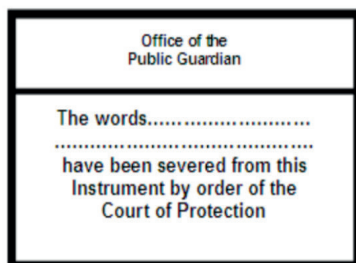 Office of the
Public Guardian
The words.............................
..............................................
have been severed from this
Instrument by order of the
Court of Protection